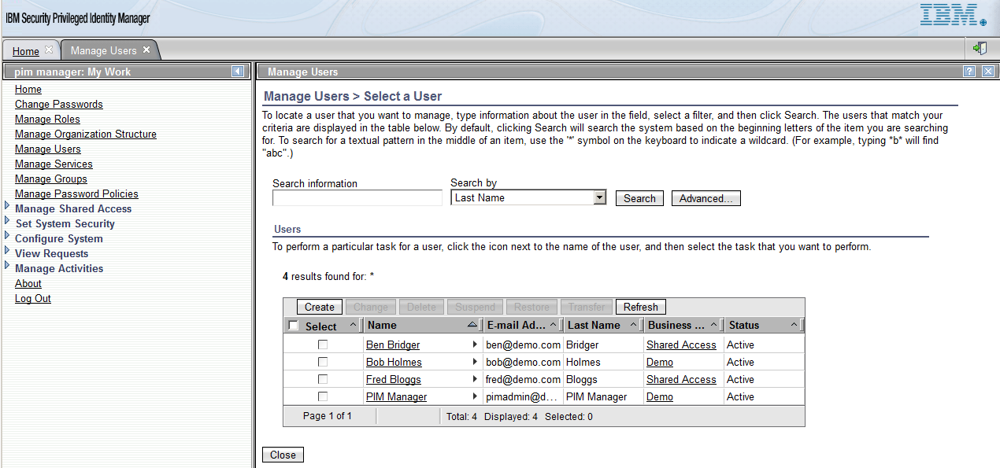 IBM Security Privileged Identity Manager
IBM.
Home
Manage Users
pim manager: My Work
Home
Change Passwords
Manage Roles
Manage Organization Structure
Manage Users
Manage Services
Manage Groups
Manage Password Policies
Manage Shared Access
Set System Security
Configure System
View Requests
Manage Activities
About
Log Out
Manage Users
?
Manage Users > Select a User
To locate a user that you want to manage, type information about the user in the field, select a filter, and then click Search. The users that match your
criteria are displayed in the table below. By default, clicking Search will search the system based on the beginning letters of the item you are searching
for. To search for a textual pattern in the middle of an item, use the '*' symbol on the keyboard to indicate a wildcard. (For example, typing *b* will find
"abc".)
Search information
Search by
Last Name
Search
Advanced...
Users
To perform a particular task for a user, click the icon next to the name of the user, and then select the task that you want to perform.
4 results found for: *
Create Change Delete Suspend Restore Transfer Refresh
Select Name E-mail Ad... Last Name Business ... Status
Ben Bridger ben@demo.com Bridger Shared Access Active
Bob Holmes bob@demo.com Holmes Demo Active
Fred Bloggs fred@demo.com Bloggs Shared Access Active
PIM Manager pimadmin@d... PIM Manager Demo Active
Page 1 of 1 Total: 4 Displayed: 4 Selected: 0
Close